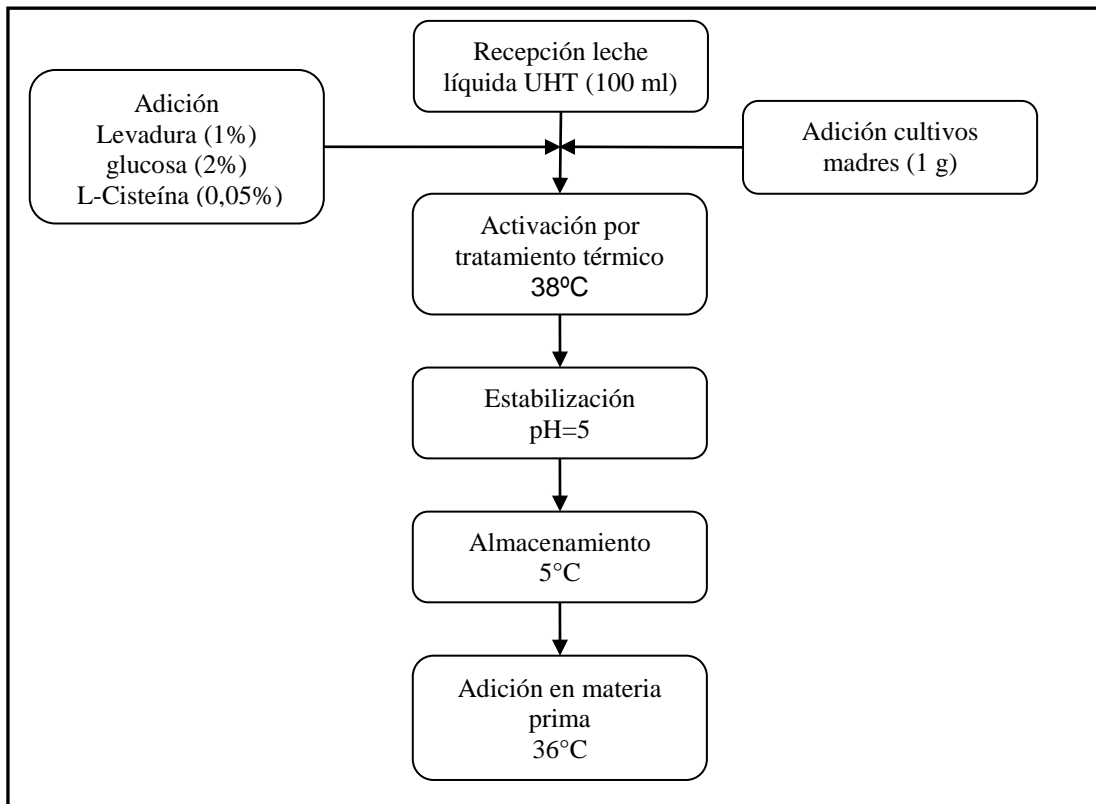 Recepción leche
líquida UHT (100 ml)
Adición
Levadura (1%)
glucosa (2%)
L-Cisteína (0,05%)
Adición cultivos
madres (1 g)
Activación por
tratamiento térmico
38ºC
Estabilización
pH=5
Almacenamiento
5°C
Adición en materia
prima
36°C